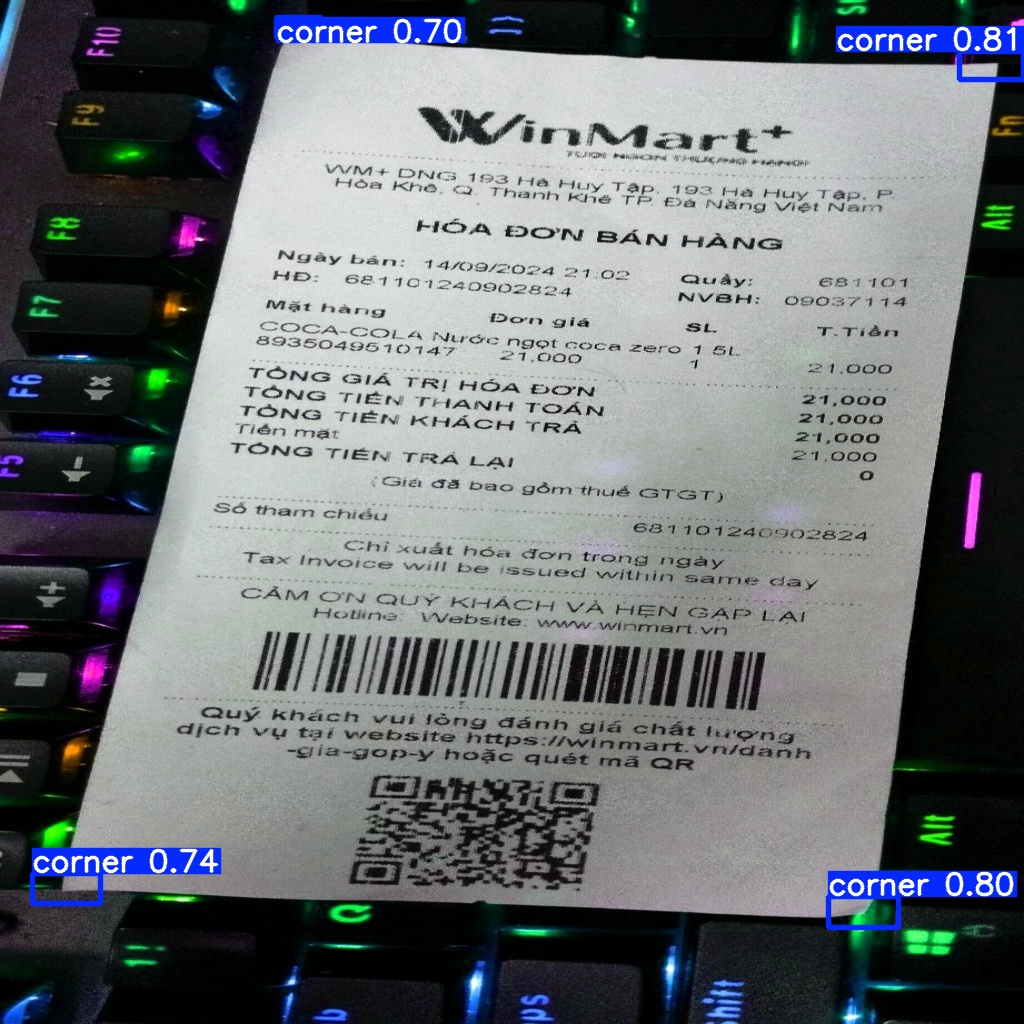 corner 0.70
corner 0.81
F10
F9
F8
F7
F6
F5
Fn
Alt
WinMart+
TƯƠI NGON THƯỢNG HẠNG
WM+ DNG 193 Hà Huy Tập, 193 Hà Huy Tập, P
Hòa Khê, Q. Thanh Khê TP. Đà Nẵng Việt Nam
HÓA ĐƠN BÁN HÀNG
Ngày bán: 14/09/2024 21:02 Quầy: 681101
HĐ: 681101240902824 NVBH: 09037114
Mặt hàng Đơn giá SL T.Tiền
COCA-COLA Nước ngọt coca zero 1 5L
8935049510147 21,000 1 21,000
TỔNG GIÁ TRỊ HÓA ĐƠN 21,000
TỔNG TIỀN THANH TOÁN 21,000
TỔNG TIỀN KHÁCH TRẢ 21,000
Tiền mặt 21,000
TỔNG TIỀN TRẢ LẠI 0
(Giá đã bao gồm thuế GTGT)
Số tham chiếu 681101240902824
Chỉ xuất hóa đơn trong ngày
Tax Invoice will be issued within same day
CẢM ƠN QUÝ KHÁCH VÀ HẸN GẶP LẠI
Hotline: Website: www.winmart.vn
Quý khách vui lòng đánh giá chất lượng
dịch vụ tại website https://winmart.vn/danh
-gia-gop-y hoặc quét mã QR
corner 0.74
corner 0.80
Alt
Shift